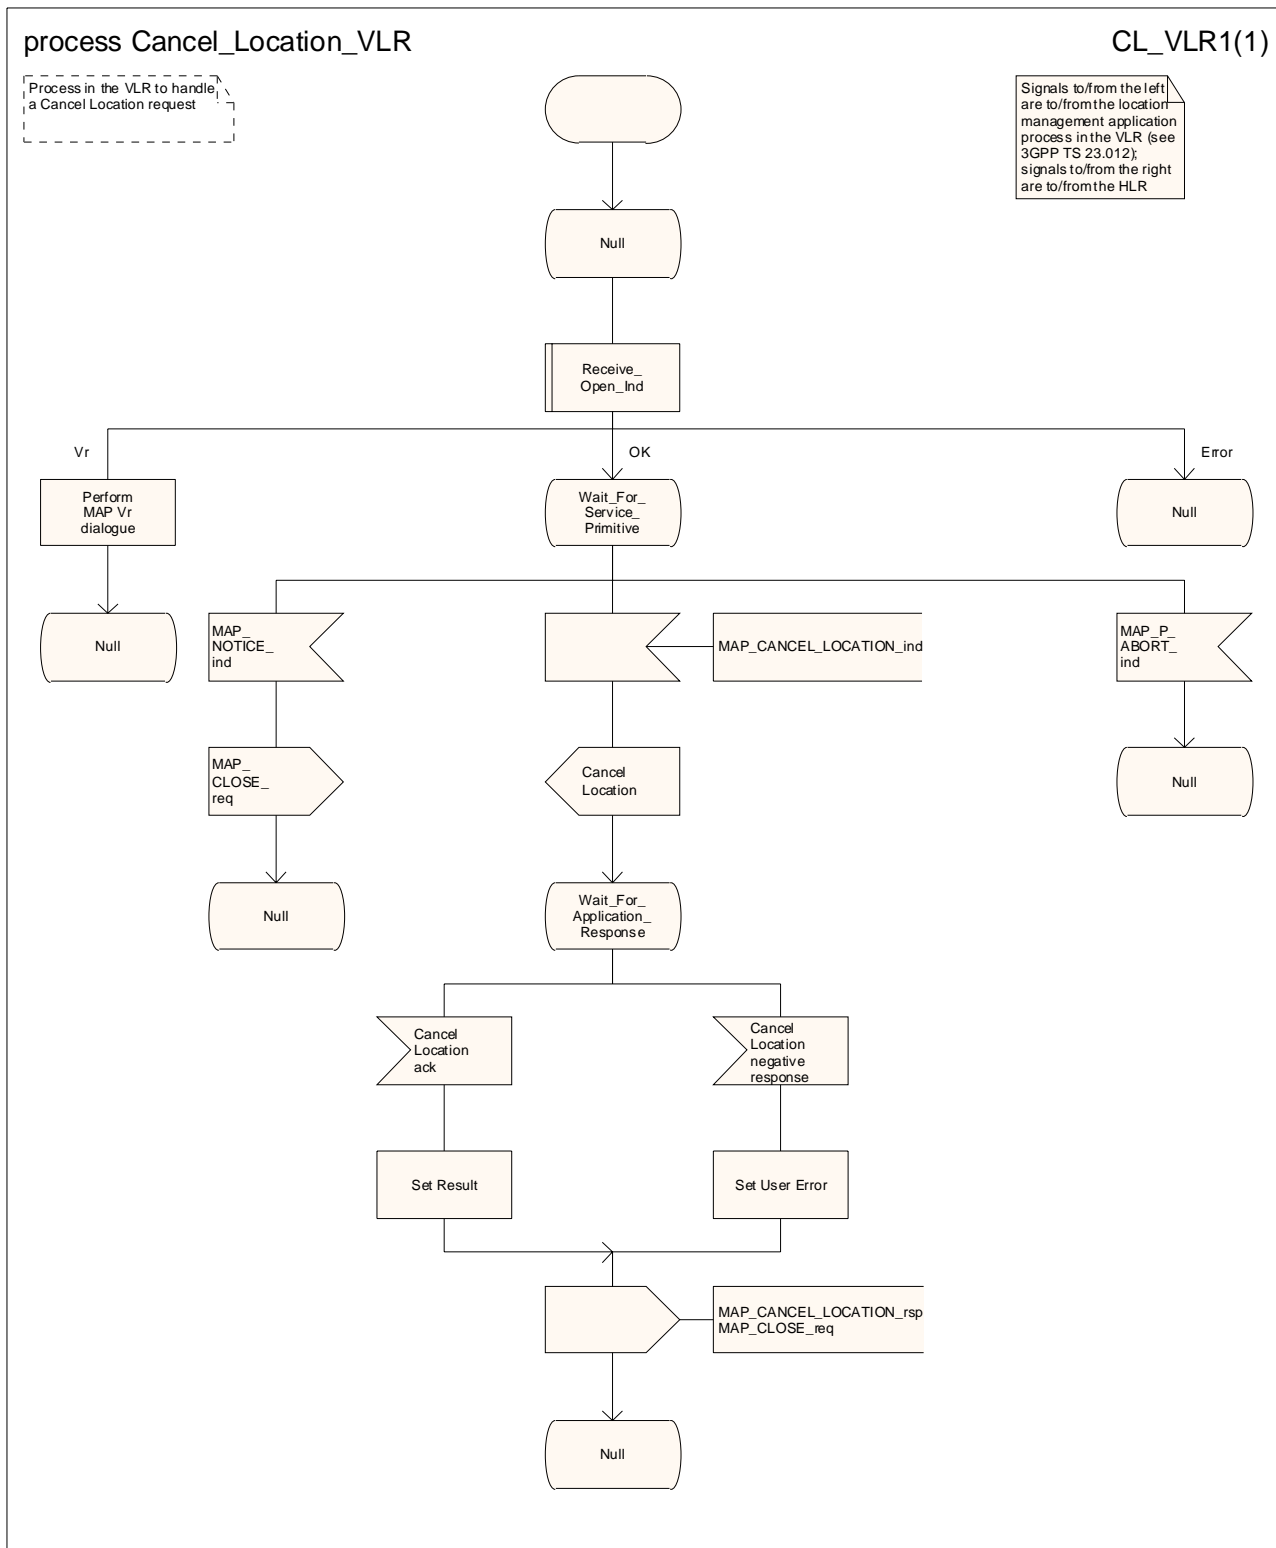 process Cancel_Location_VLR
CL_VLR1(1)
Process in the VLR to handle
a Cancel Location request
Signals to/from the left
are to/from the location
management application
process in the VLR (see
3GPP TS 23.012);
signals to/from the right
are to/from the HLR
Null
Receive_
Open_Ind
Vr
OK
Error
Perform
MAP Vr
dialogue
Wait_For_
Service_
Primitive
Null
Null
MAP_
NOTICE_
ind
MAP_CANCEL_LOCATION_ind
MAP_P_
ABORT_
ind
MAP_
CLOSE_
req
Cancel
Location
Null
Null
Wait_For_
Application_
Response
Cancel
Location
ack
Cancel
Location
negative
response
Set Result
Set User Error
MAP_CANCEL_LOCATION_rsp
MAP_CLOSE_req
Null